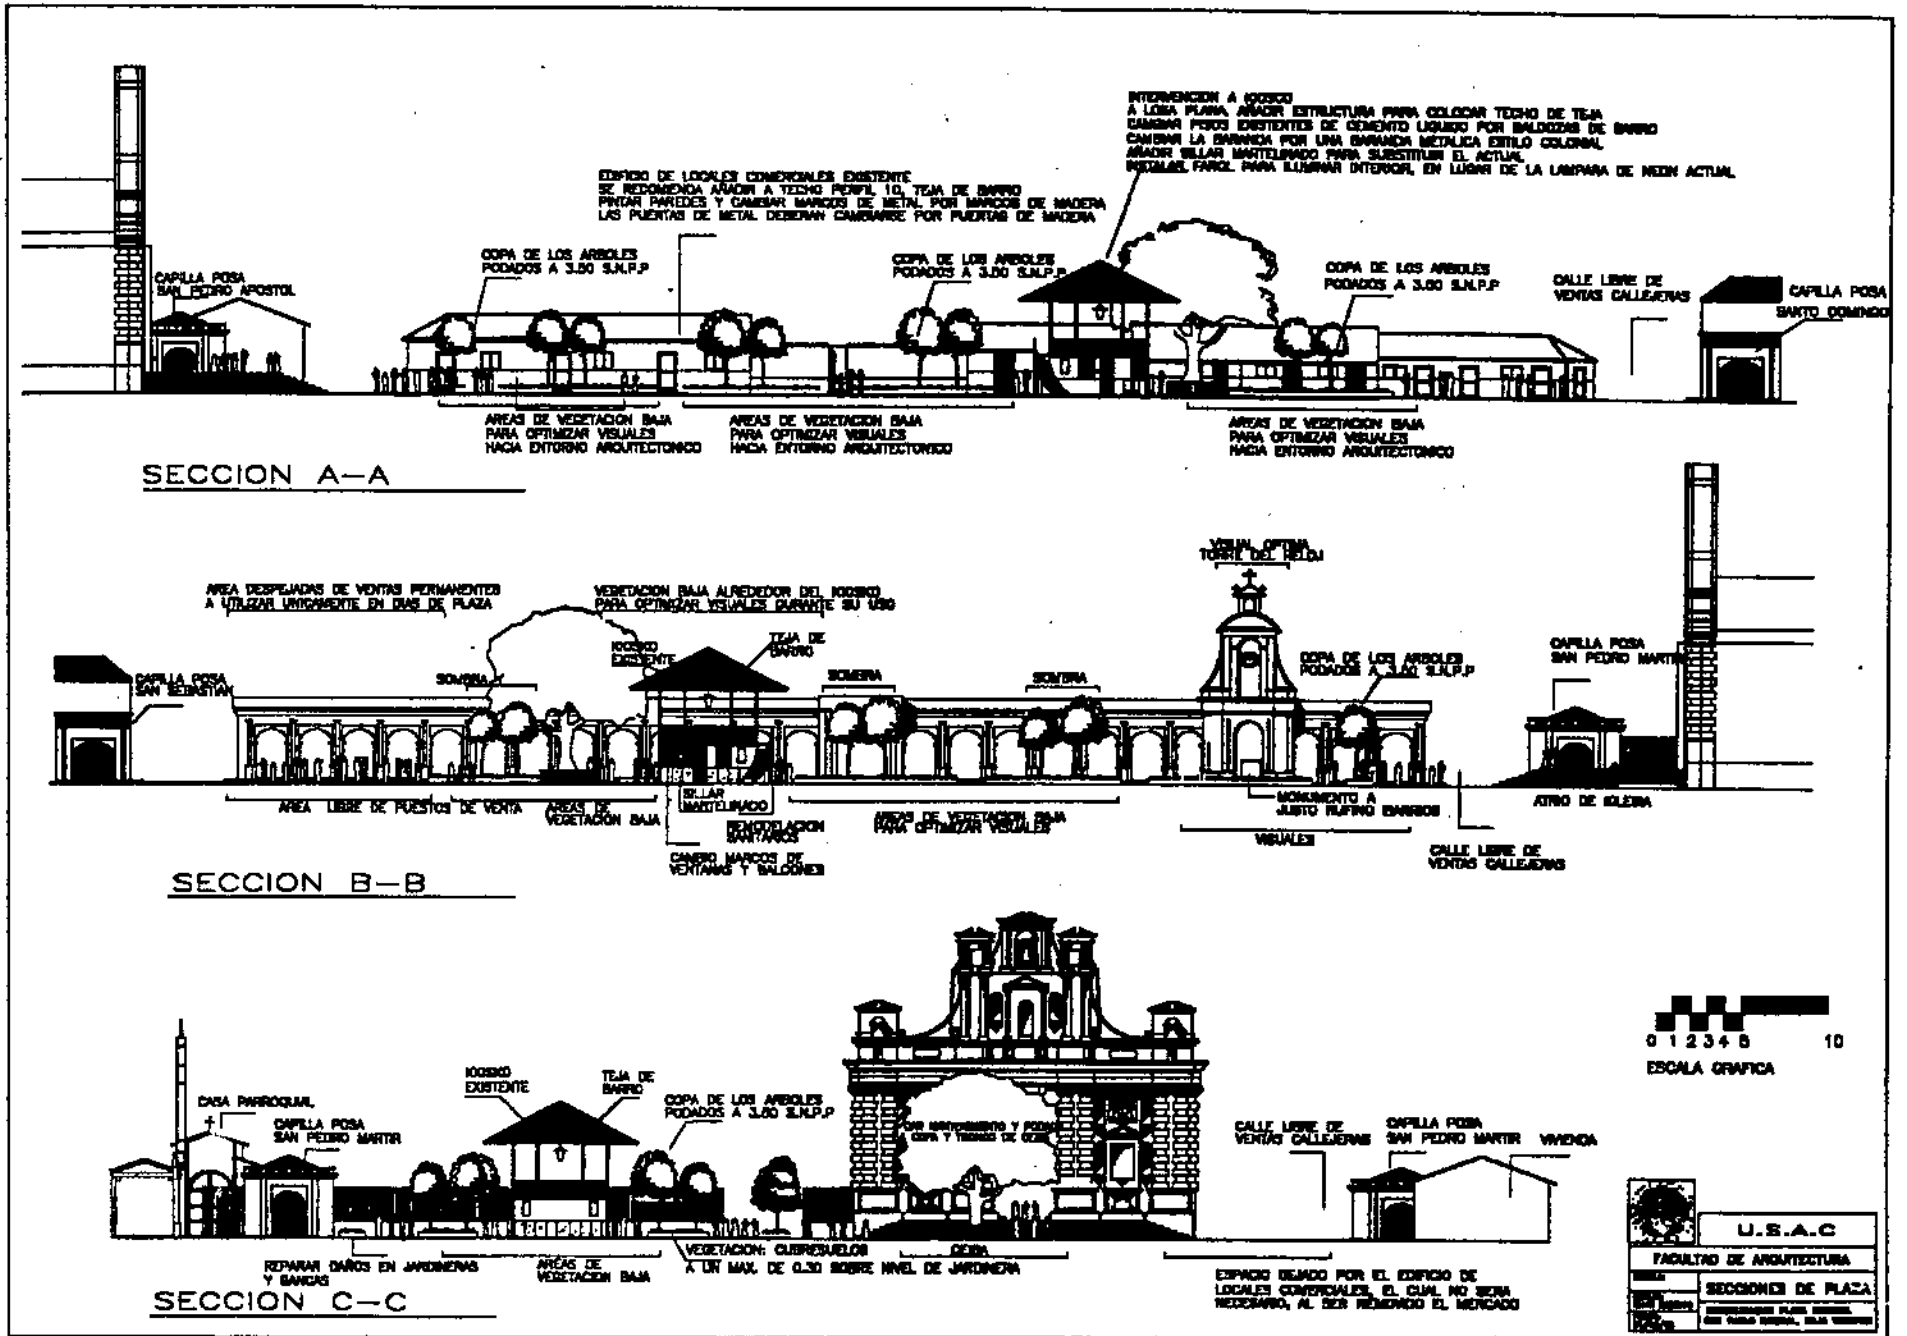 INTERVENCION A KIOSCO
A LOSA PLANA, AÑADIR ESTRUCTURA PARA COLOCAR TECHO DE TEJA
CAMBIAR PISOS EXISTENTES DE CEMENTO LIQUIDO POR BALDOZAS DE BARRO
CAMBIAR LA BARANDA POR UNA BARANDA METALICA ESTILO COLONIAL
AÑADIR SILLAR MARTELINADO PARA SUBSTITUIR EL ACTUAL
INSTALAR FAROL PARA ILUMINAR INTERIOR, EN LUGAR DE LA LAMPARA DE NEON ACTUAL
EDIFICIO DE LOCALES COMERCIALES EXISTENTE
SE RECOMIENDA AÑADIR A TECHO PERFIL 10, TEJA DE BARRO
PINTAR PAREDES Y CAMBIAR MARCOS DE METAL POR MARCOS DE MADERA
LAS PUERTAS DE METAL DEBERAN CAMBIARSE POR PUERTAS DE MADERA
CAPILLA POSA
SAN PEDRO APOSTOL
COPA DE LOS ARBOLES
PODADOS A 3.50 S.N.P.P
COPA DE LOS ARBOLES
PODADOS A 3.50 S.N.P.P
COPA DE LOS ARBOLES
PODADOS A 3.50 S.N.P.P
CALLE LIBRE DE
VENTAS CALLEJERAS
CAPILLA POSA
SANTO DOMINGO
AREAS DE VEGETACION BAJA
PARA OPTIMIZAR VISUALES
HACIA ENTORNO ARQUITECTONICO
AREAS DE VEGETACION BAJA
PARA OPTIMIZAR VISUALES
HACIA ENTORNO ARQUITECTONICO
AREAS DE VEGETACION BAJA
PARA OPTIMIZAR VISUALES
HACIA ENTORNO ARQUITECTONICO
SECCION A-A
VISUAL OPTIMA
TORRE DEL RELOJ
AREA DESPEJADAS DE VENTAS PERMANENTES
A UTILIZAR UNICAMENTE EN DIAS DE PLAZA
VEGETACION BAJA ALREDEDOR DEL KIOSKO
PARA OPTIMIZAR VISUALES DURANTE SU USO
KIOSKO
EXISTENTE
TEJA DE
BARRO
CAPILLA POSA
SAN SEBASTIAN
SOMBRA
SOMBRA
SOMBRA
COPA DE LOS ARBOLES
PODADOS A 3.50 S.N.P.P
CAPILLA POSA
SAN PEDRO MARTIR
AREA LIBRE DE PUESTOS DE VENTA
AREAS DE
VEGETACION BAJA
SILLAR
MARTELINADO
REMODELACION
SANITARIOS
CAMBIO MARCOS DE
VENTANAS Y BALCONES
AREAS DE VEGETACION BAJA
PARA OPTIMIZAR VISUALES
MONUMENTO A
JUSTO RUFINO BARRIOS
VISUALES
ATRIO DE IGLESIA
CALLE LIBRE DE
VENTAS CALLEJERAS
SECCION B-B
0 1 2 3 4 5 10
ESCALA GRAFICA
CASA PARROQUIAL
CAPILLA POSA
SAN PEDRO MARTIR
KIOSKO
EXISTENTE
TEJA DE
BARRO
COPA DE LOS ARBOLES
PODADOS A 3.50 S.N.P.P
DAR MANTENIMIENTO Y PODAR
COPA Y TRONCO DE CEIBA
CALLE LIBRE DE
VENTAS CALLEJERAS
CAPILLA POSA
SAN PEDRO MARTIR
VIVIENDA
REPARAR DAÑOS EN JARDINERAS
Y BANCAS
AREAS DE
VEGETACION BAJA
VEGETACION: CUBRESUELOS
A UN MAX. DE 0.30 SOBRE NIVEL DE JARDINERA
CEIBA
ESPACIO DEJADO POR EL EDIFICIO DE
LOCALES COMERCIALES, EL CUAL NO SERA
NECESARIO, AL SER REMOVIDO EL MERCADO
SECCION C-C
U.S.A.C
FACULTAD DE ARQUITECTURA
SECCIONES DE PLAZA